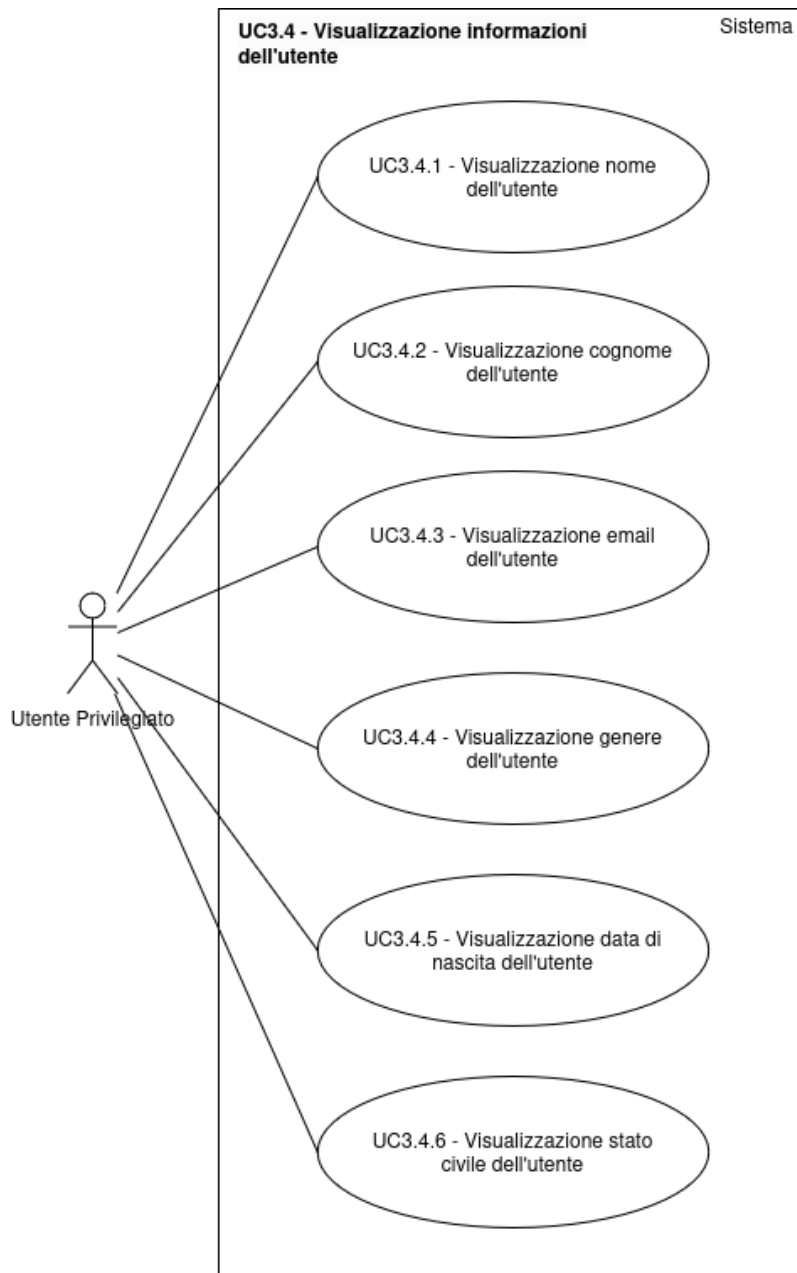 UC3.4 - Visualizzazione informazioni
dell'utente
Sistema
UC3.4.1 - Visualizzazione nome
dell'utente
UC3.4.2 - Visualizzazione cognome
dell'utente
UC3.4.3 - Visualizzazione email
dell'utente
Utente Privilegiato
UC3.4.4 - Visualizzazione genere
dell'utente
UC3.4.5 - Visualizzazione data di
nascita dell'utente
UC3.4.6 - Visualizzazione stato
civile dell'utente